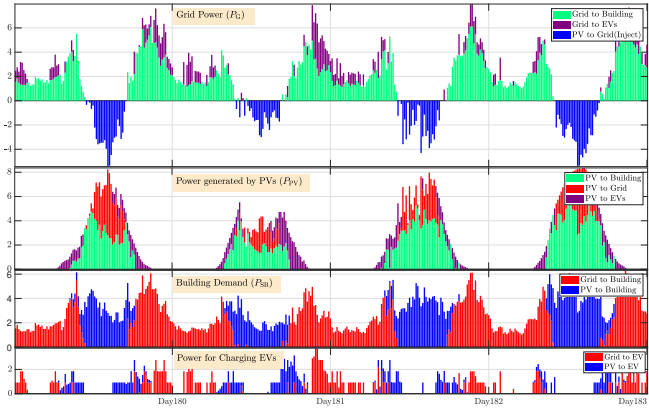 Grid Power (P_G)
Grid to Building
Grid to EVs
PV to Grid(Inject)
6
4
2
0
-2
-4
Power generated by PVs (P_PV)
PV to Building
PV to Grid
PV to EVs
8
6
4
2
0
Building Demand (P_SB)
Grid to Building
PV to Building
6
4
2
0
Power for Charging EVs
Grid to EV
PV to EV
2
0
Day180
Day181
Day182
Day183